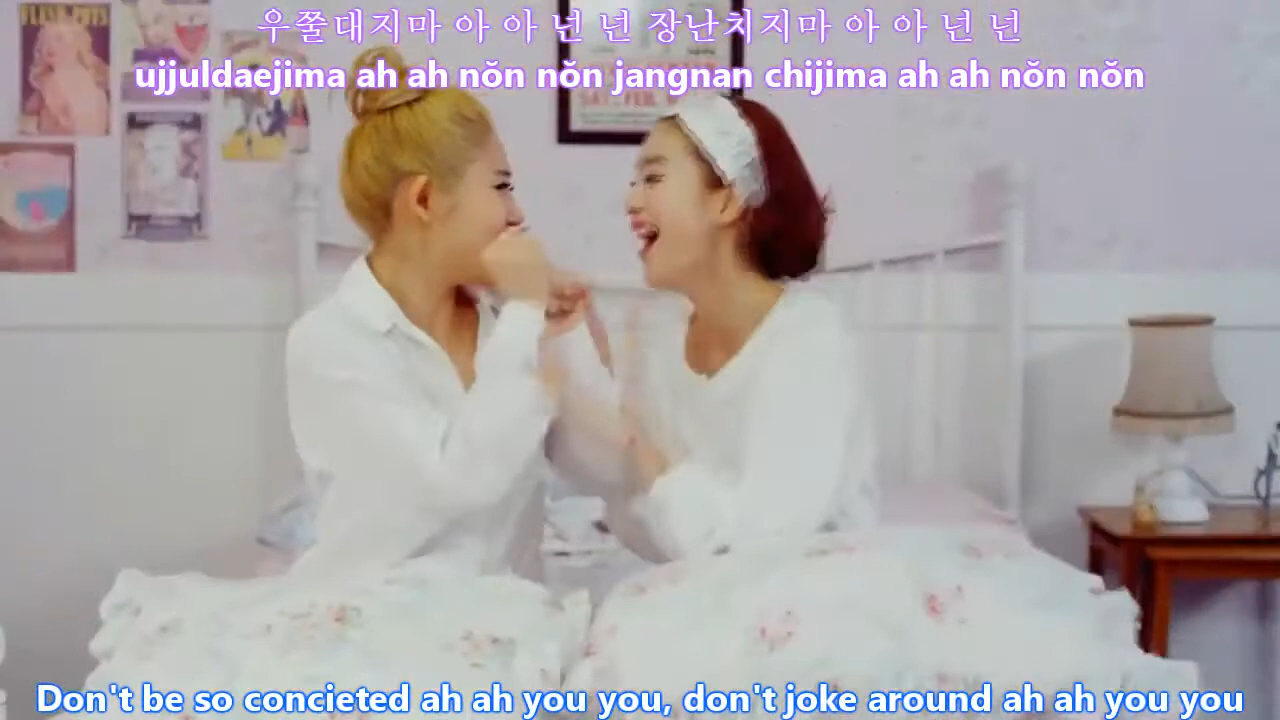 우쭐대지마 아 아 넌 넌 장난치지마 아 아 넌 넌
ujjuldaejima ah ah nŏn nŏn jangnan chijima ah ah nŏn nŏn
Don't be so concieted ah ah you you, don't joke around ah ah you you